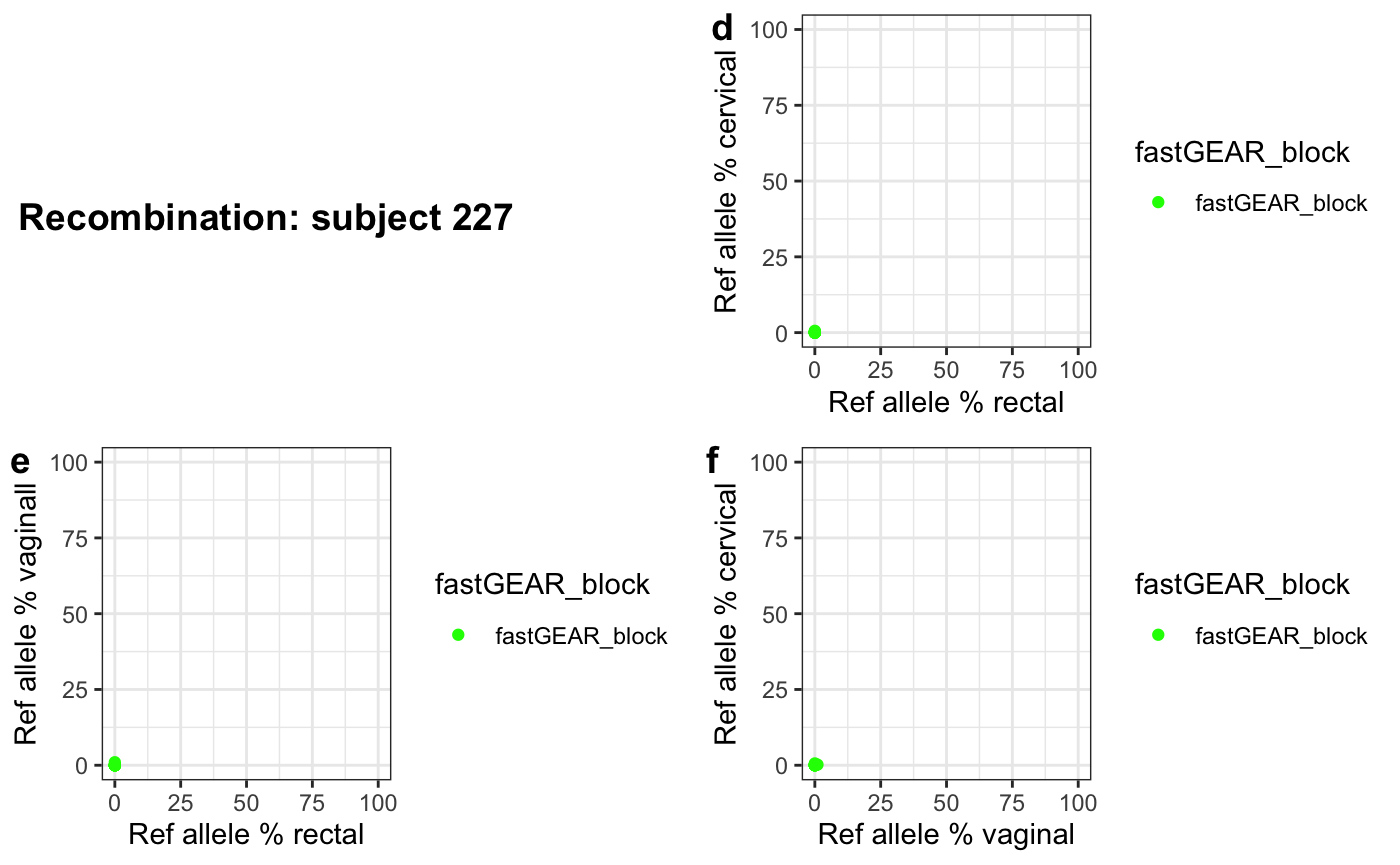 d
100
75
50
25
0
Ref allele % cervical
0 25 50 75 100
Ref allele % rectal
fastGEAR_block
fastGEAR_block
Recombination: subject 227
e
100
75
50
25
0
Ref allele % vaginall
0 25 50 75 100
Ref allele % rectal
fastGEAR_block
fastGEAR_block
f
100
75
50
25
0
Ref allele % cervical
0 25 50 75 100
Ref allele % vaginal
fastGEAR_block
fastGEAR_block